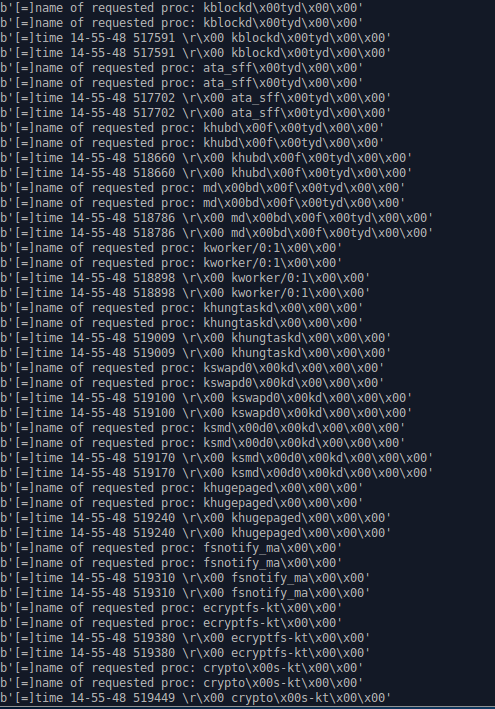 b'[=]name of requested proc: kblockd\x00tyd\x00\x00'
b'[=]name of requested proc: kblockd\x00tyd\x00\x00'
b'[=]time 14-55-48 517591 \r\x00 kblockd\x00tyd\x00\x00'
b'[=]time 14-55-48 517591 \r\x00 kblockd\x00tyd\x00\x00'
b'[=]name of requested proc: ata_sff\x00tyd\x00\x00'
b'[=]name of requested proc: ata_sff\x00tyd\x00\x00'
b'[=]time 14-55-48 517702 \r\x00 ata_sff\x00tyd\x00\x00'
b'[=]time 14-55-48 517702 \r\x00 ata_sff\x00tyd\x00\x00'
b'[=]name of requested proc: khubd\x00f\x00tyd\x00\x00'
b'[=]name of requested proc: khubd\x00f\x00tyd\x00\x00'
b'[=]time 14-55-48 518660 \r\x00 khubd\x00f\x00tyd\x00\x00'
b'[=]time 14-55-48 518660 \r\x00 khubd\x00f\x00tyd\x00\x00'
b'[=]name of requested proc: md\x00bd\x00f\x00tyd\x00\x00'
b'[=]name of requested proc: md\x00bd\x00f\x00tyd\x00\x00'
b'[=]time 14-55-48 518786 \r\x00 md\x00bd\x00f\x00tyd\x00\x00'
b'[=]time 14-55-48 518786 \r\x00 md\x00bd\x00f\x00tyd\x00\x00'
b'[=]name of requested proc: kworker/0:1\x00\x00'
b'[=]name of requested proc: kworker/0:1\x00\x00'
b'[=]time 14-55-48 518898 \r\x00 kworker/0:1\x00\x00'
b'[=]time 14-55-48 518898 \r\x00 kworker/0:1\x00\x00'
b'[=]name of requested proc: khungtaskd\x00\x00\x00'
b'[=]name of requested proc: khungtaskd\x00\x00\x00'
b'[=]time 14-55-48 519009 \r\x00 khungtaskd\x00\x00\x00'
b'[=]time 14-55-48 519009 \r\x00 khungtaskd\x00\x00\x00'
b'[=]name of requested proc: kswapd0\x00kd\x00\x00\x00'
b'[=]name of requested proc: kswapd0\x00kd\x00\x00\x00'
b'[=]time 14-55-48 519100 \r\x00 kswapd0\x00kd\x00\x00\x00'
b'[=]time 14-55-48 519100 \r\x00 kswapd0\x00kd\x00\x00\x00'
b'[=]name of requested proc: ksmd\x00d0\x00kd\x00\x00\x00'
b'[=]name of requested proc: ksmd\x00d0\x00kd\x00\x00\x00'
b'[=]time 14-55-48 519170 \r\x00 ksmd\x00d0\x00kd\x00\x00\x00'
b'[=]time 14-55-48 519170 \r\x00 ksmd\x00d0\x00kd\x00\x00\x00'
b'[=]name of requested proc: khugepaged\x00\x00\x00'
b'[=]name of requested proc: khugepaged\x00\x00\x00'
b'[=]time 14-55-48 519240 \r\x00 khugepaged\x00\x00\x00'
b'[=]time 14-55-48 519240 \r\x00 khugepaged\x00\x00\x00'
b'[=]name of requested proc: fsnotify_ma\x00\x00'
b'[=]name of requested proc: fsnotify_ma\x00\x00'
b'[=]time 14-55-48 519310 \r\x00 fsnotify_ma\x00\x00'
b'[=]time 14-55-48 519310 \r\x00 fsnotify_ma\x00\x00'
b'[=]name of requested proc: ecryptfs-kt\x00\x00'
b'[=]name of requested proc: ecryptfs-kt\x00\x00'
b'[=]time 14-55-48 519380 \r\x00 ecryptfs-kt\x00\x00'
b'[=]time 14-55-48 519380 \r\x00 ecryptfs-kt\x00\x00'
b'[=]name of requested proc: crypto\x00s-kt\x00\x00'
b'[=]name of requested proc: crypto\x00s-kt\x00\x00'
b'[=]time 14-55-48 519449 \r\x00 crypto\x00s-kt\x00\x00'